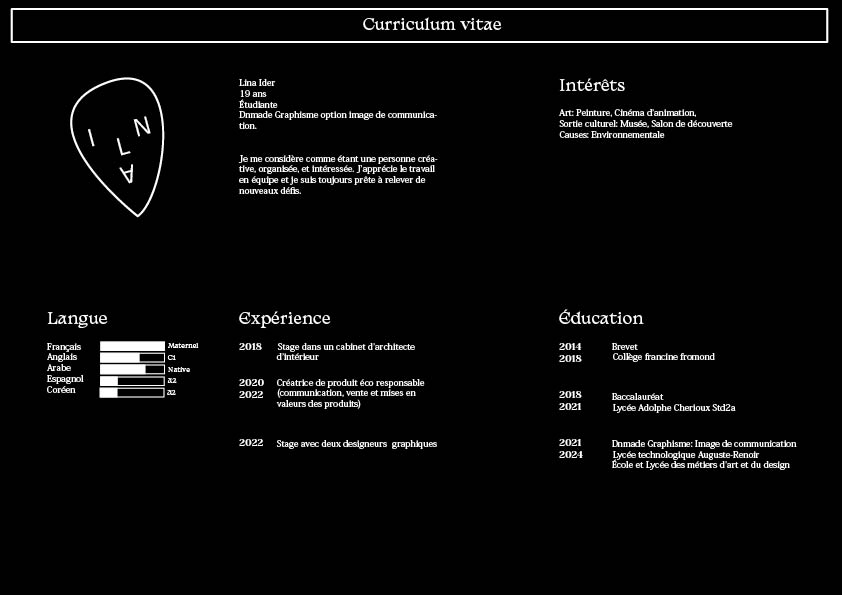 Curriculum vitae
I
N
L
A
Lina Ider
19 ans
Étudiante
Dnmade Graphisme option image de communica-
tion.
Je me considère comme étant une personne créa-
tive, organisée, et intéressée. J'apprécie le travail
en équipe et je suis toujours prête à relever de
nouveaux défis.
Intérêts
Art: Peinture, Cinéma d'animation,
Sortie culturel: Musée, Salon de découverte
Causes: Environnementale
Langue
Français Maternel
Anglais C1
Arabe Native
Espagnol a2
Coréen a2
Expérience
2018 Stage dans un cabinet d'architecte
d'intérieur
2020 Créatrice de produit éco responsable
2022 (communication, vente et mises en
valeurs des produits)
2022 Stage avec deux designeurs graphiques
Éducation
2014 Brevet
2018 Collège francine fromond
2018 Baccalauréat
2021 Lycée Adolphe Cherioux Std2a
2021 Dnmade Graphisme: Image de communication
2024 Lycée technologique Auguste-Renoir
École et Lycée des métiers d'art et du design